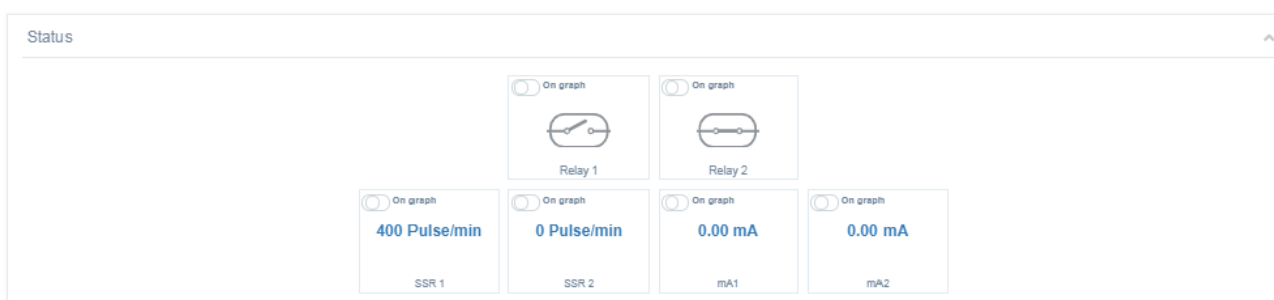 Status
On graph On graph
Relay 1 Relay 2
On graph On graph On graph On graph
400 Pulse/min 0 Pulse/min 0.00 mA 0.00 mA
SSR 1 SSR 2 mA1 mA2